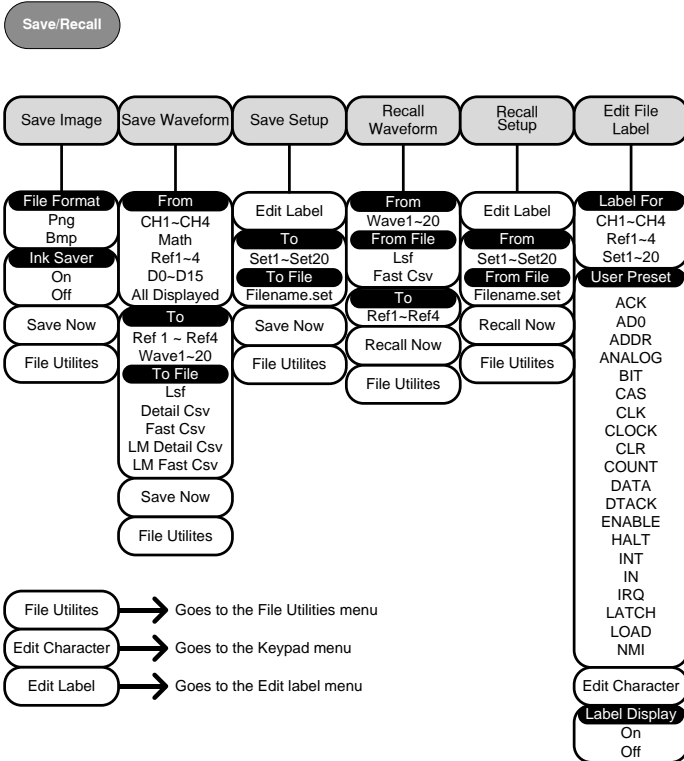 Save/Recall
Save Image
File Format
Png
Bmp
Ink Saver
On
Off
Save Now
File Utilites
Save Waveform
From
CH1~CH4
Math
Ref1~4
D0~D15
All Displayed
To
Ref 1 ~ Ref4
Wave1~20
To File
Lsf
Detail Csv
Fast Csv
LM Detail Csv
LM Fast Csv
Save Now
File Utilites
Save Setup
Edit Label
To
Set1~Set20
To File
Filename.set
Save Now
File Utilites
Recall
Waveform
From
Wave1~20
From File
Lsf
Fast Csv
To
Ref1~Ref4
Recall Now
File Utilites
Recall
Setup
Edit Label
From
Set1~Set20
From File
Filename.set
Recall Now
File Utilites
Edit File
Label
Label For
CH1~CH4
Ref1~4
Set1~20
User Preset
ACK
AD0
ADDR
ANALOG
BIT
CAS
CLK
CLOCK
CLR
COUNT
DATA
DTACK
ENABLE
HALT
INT
IN
IRQ
LATCH
LOAD
NMI
Edit Character
Label Display
On
Off
File Utilites Goes to the File Utilities menu
Edit Character Goes to the Keypad menu
Edit Label Goes to the Edit label menu